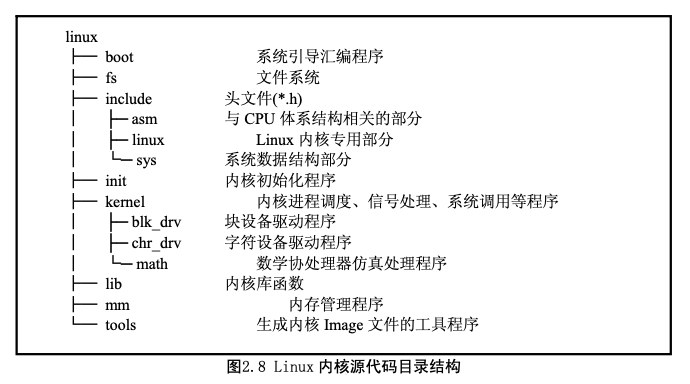 linux
├── boot 系统引导汇编程序
├── fs 文件系统
├── include 头文件(*.h)
│ ├─ asm 与 CPU 体系结构相关的部分
│ ├─ linux Linux 内核专用部分
│ └─ sys 系统数据结构部分
├── init 内核初始化程序
├── kernel 内核进程调度、信号处理、系统调用等程序
│ ├─ blk_drv 块设备驱动程序
│ ├─ chr_drv 字符设备驱动程序
│ └─ math 数学协处理器仿真处理程序
├── lib 内核库函数
├── mm 内存管理程序
└── tools 生成内核 Image 文件的工具程序
图2.8 Linux 内核源代码目录结构